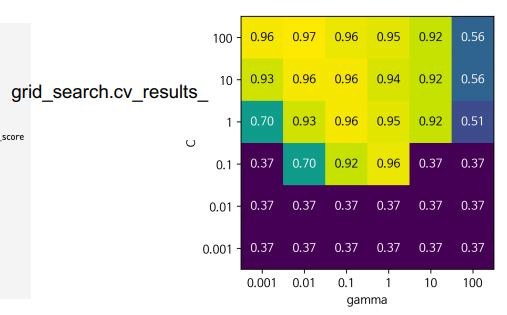 grid_search.cv_results_
_score
C
100 0.96 0.97 0.96 0.95 0.92 0.56
10 0.93 0.96 0.96 0.94 0.92 0.56
1 0.70 0.93 0.96 0.95 0.92 0.51
0.1 0.37 0.70 0.92 0.96 0.37 0.37
0.01 0.37 0.37 0.37 0.37 0.37 0.37
0.001 0.37 0.37 0.37 0.37 0.37 0.37
0.001 0.01 0.1 1 10 100
gamma